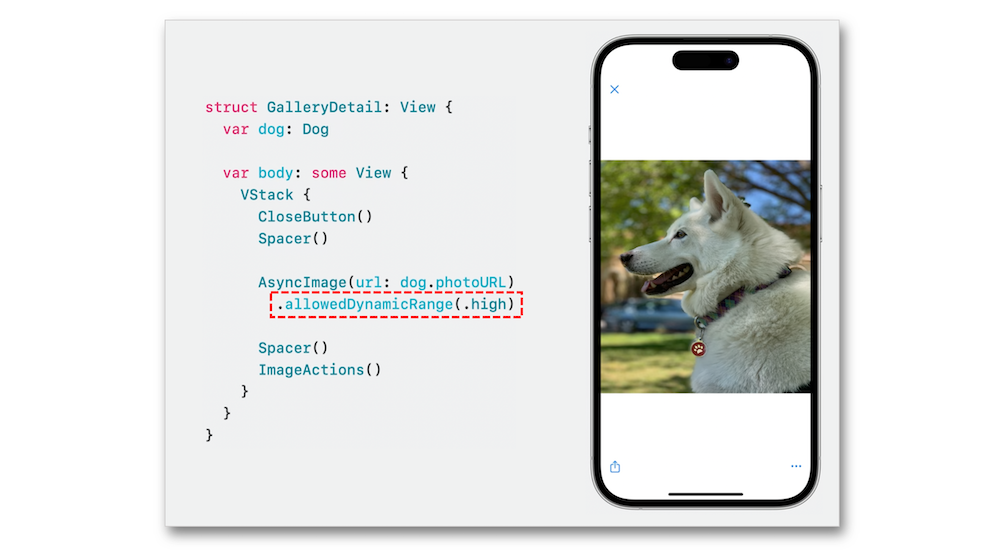 struct GalleryDetail: View {
var dog: Dog
var body: some View {
VStack {
CloseButton()
Spacer()
AsyncImage(url: dog.photoURL)
.allowedDynamicRange(.high)
Spacer()
ImageActions()
}
}
}